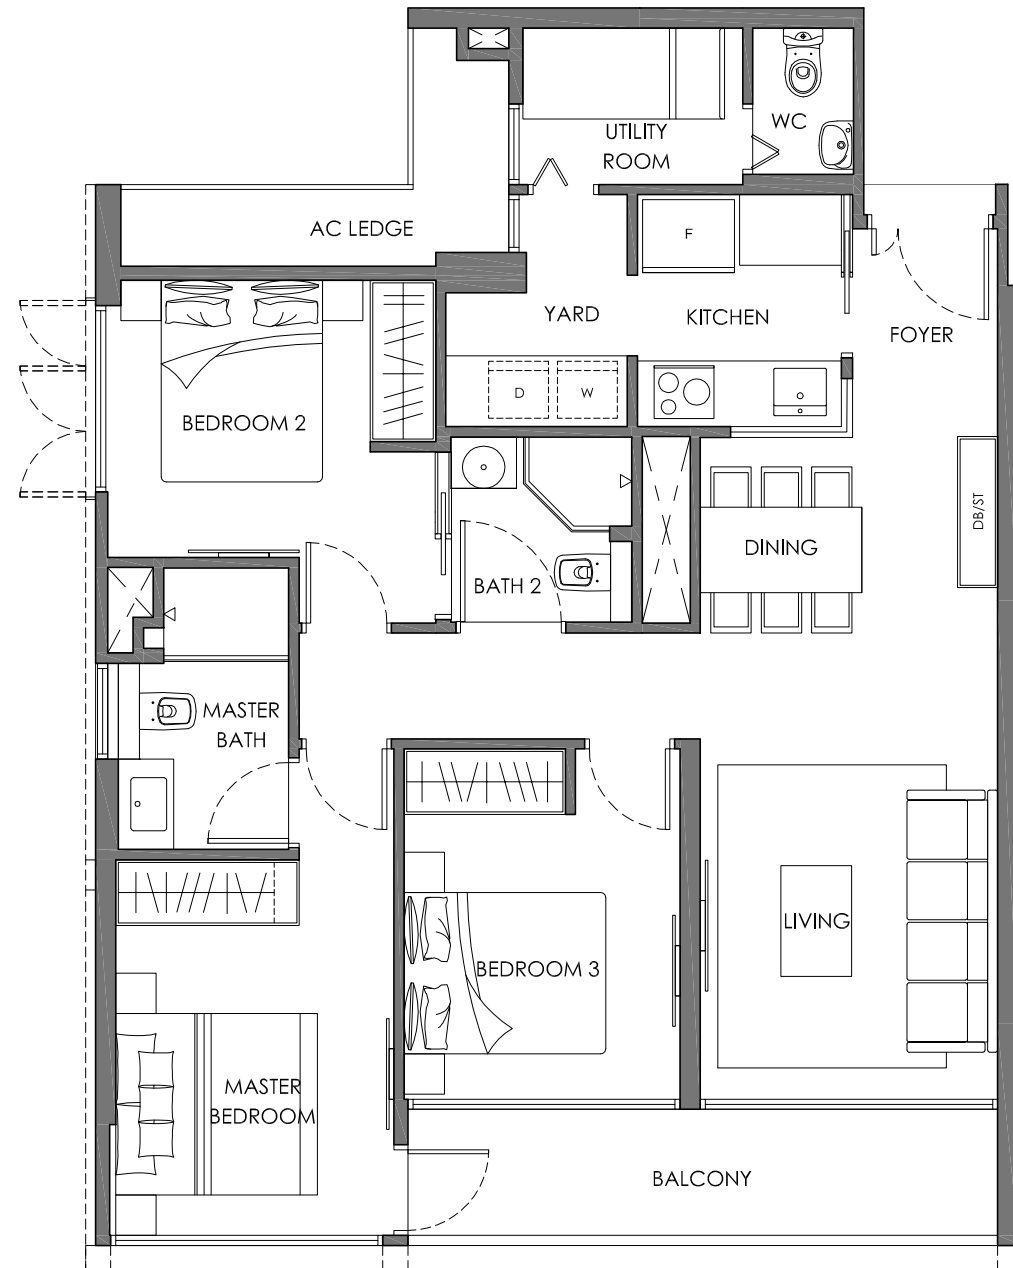 WC
UTILITY
ROOM
AC LEDGE
F
YARD
KITCHEN
FOYER
D
W
BEDROOM 2
DB/ST
DINING
BATH 2
MASTER
BATH
LIVING
BEDROOM 3
MASTER
BEDROOM
BALCONY